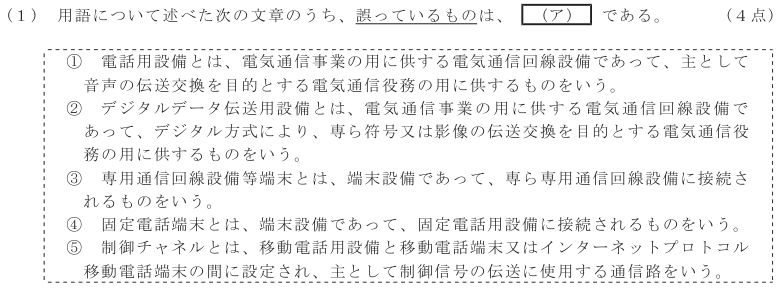 (1) 用語について述べた次の文章のうち、誤っているものは、 (ア) である。 (4点)
① 電話用設備とは、電気通信事業の用に供する電気通信回線設備であって、主として
音声の伝送交換を目的とする電気通信役務の用に供するものをいう。
② デジタルデータ伝送用設備とは、電気通信事業の用に供する電気通信回線設備で
あって、デジタル方式により、専ら符号又は影像の伝送交換を目的とする電気通信役
務の用に供するものをいう。
③ 専用通信回線設備等端末とは、端末設備であって、専ら専用通信回線設備に接続さ
れるものをいう。
④ 固定電話端末とは、端末設備であって、固定電話用設備に接続されるものをいう。
⑤ 制御チャネルとは、移動電話用設備と移動電話端末又はインターネットプロトコル
移動電話端末の間に設定され、主として制御信号の伝送に使用する通信路をいう。